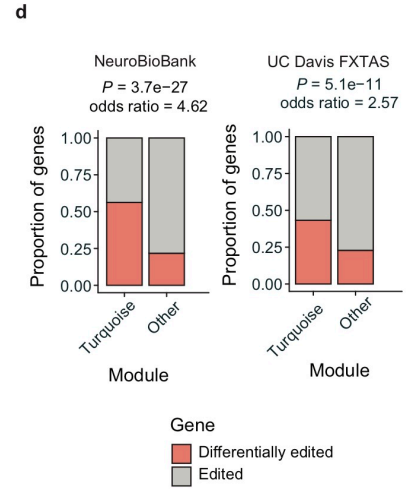 d
NeuroBioBank
P = 3.7e−27
odds ratio = 4.62
Proportion of genes
1.00
0.75
0.50
0.25
0.00
Turquoise
Other
Module
UC Davis FXTAS
P = 5.1e−11
odds ratio = 2.57
Proportion of genes
1.00
0.75
0.50
0.25
0.00
Turquoise
Other
Module
Gene
Differentially edited
Edited